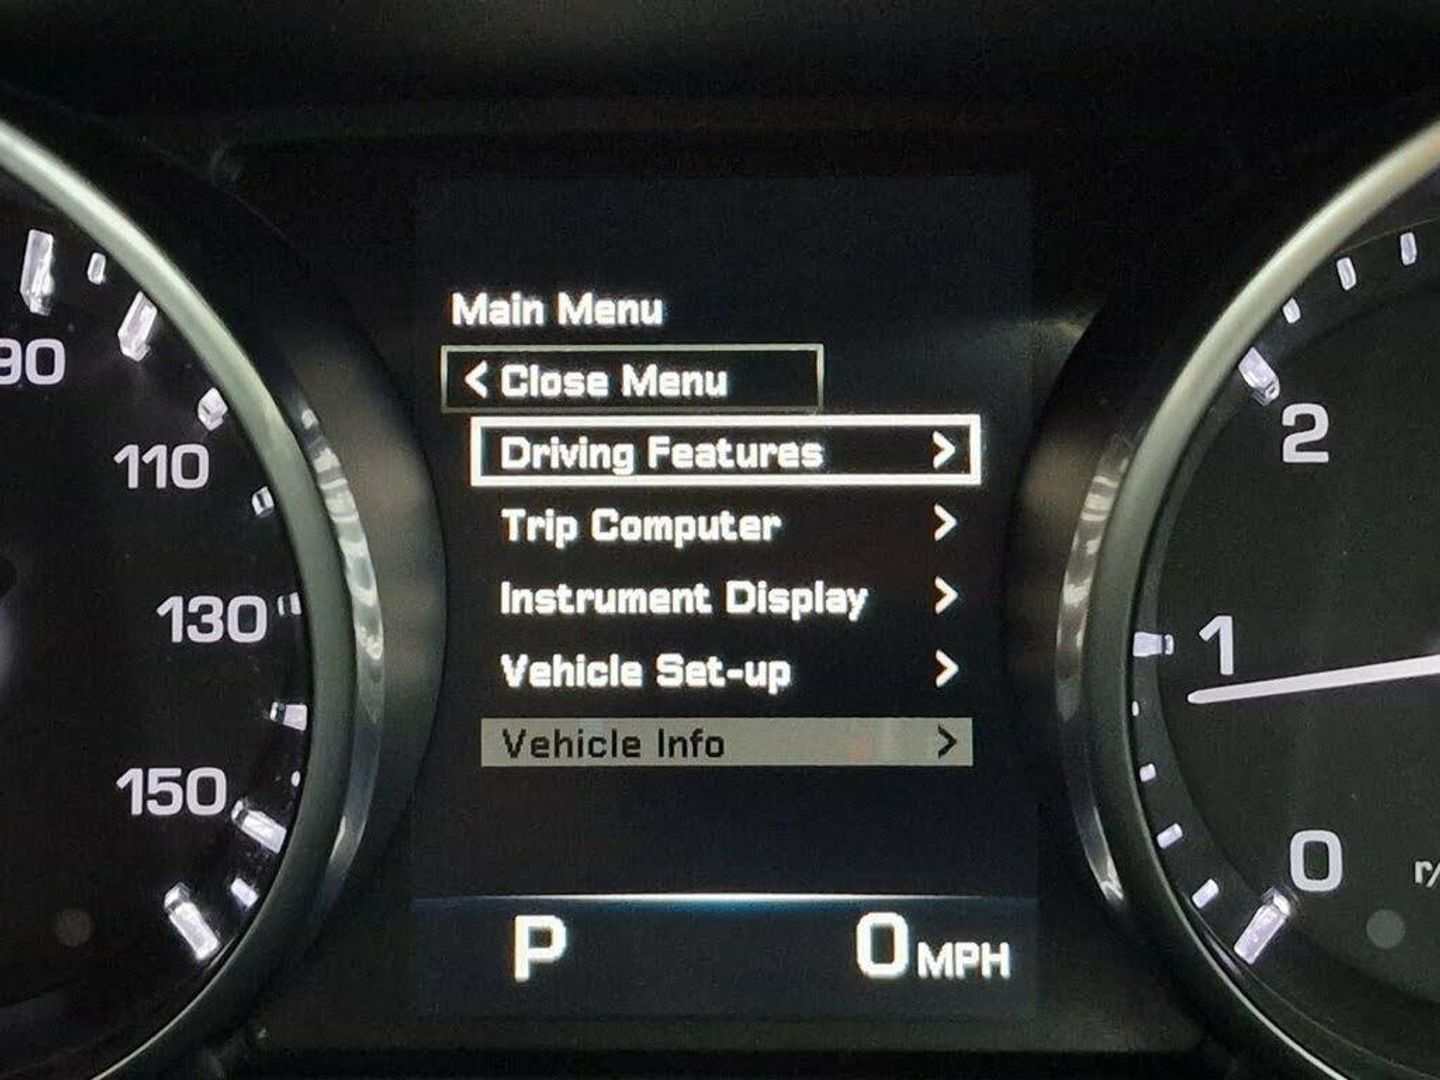 Main Menu
< Close Menu
Driving Features >
Trip Computer >
Instrument Display >
Vehicle Set-up >
Vehicle Info >
P 0 MPH
90
110
130
150
2
1
0
r/